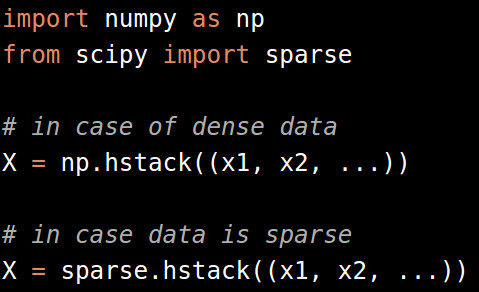 import numpy as np
from scipy import sparse
# in case of dense data
X = np.hstack((x1, x2, ...))
# in case data is sparse
X = sparse.hstack((x1, x2, ...))